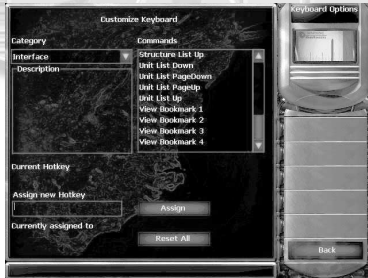 Keyboard Options
Customize Keyboard
Category
Commands
Interface
Structure List Up
Unit List Down
Unit List PageDown
Unit List PageUp
Unit List Up
View Bookmark 1
View Bookmark 2
View Bookmark 3
View Bookmark 4
Description
Current Hotkey
Assign new Hotkey
Assign
Currently assigned to
Reset All
Back